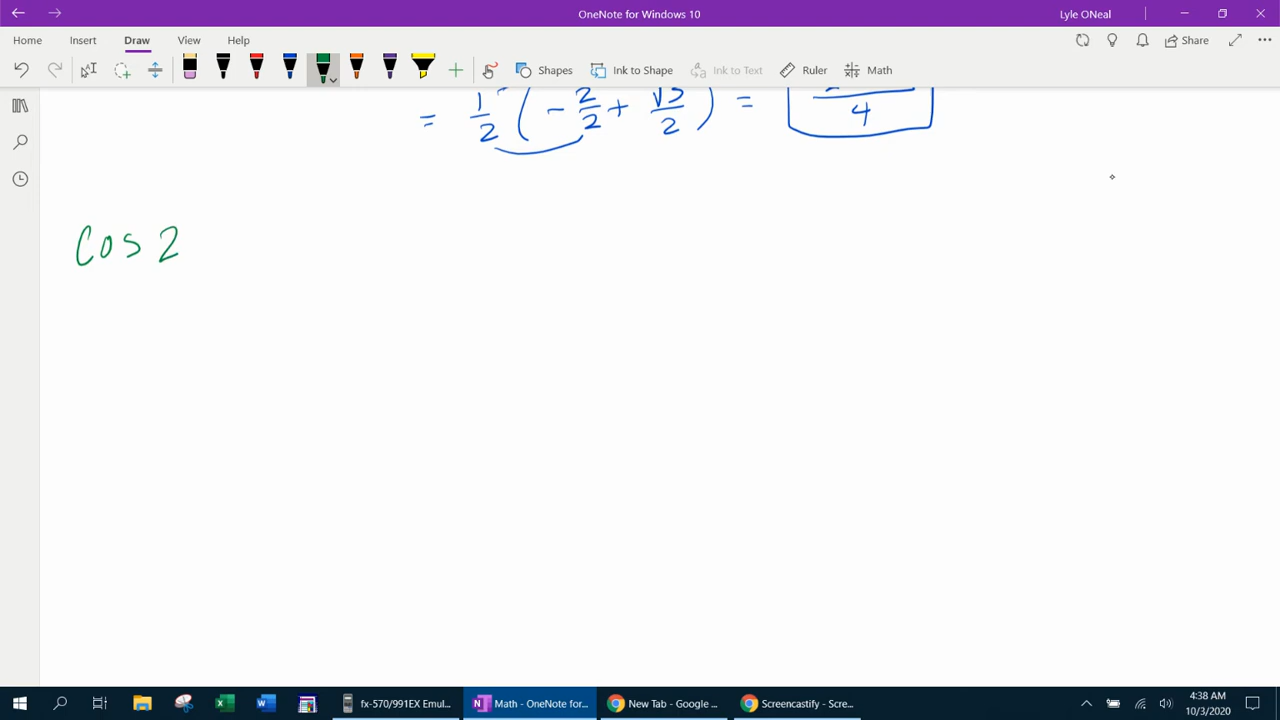 OneNote for Windows 10
Lyle ONeal
Home Insert Draw View Help
Share
Shapes Ink to Shape Ink to Text Ruler Math
= 1/2 ( - 2/2 + √3/2 ) = 4
Cos 2
fx-570/991EX Emul...
Math - OneNote for...
New Tab - Google ...
Screencastify - Scre...
4:38 AM
10/3/2020